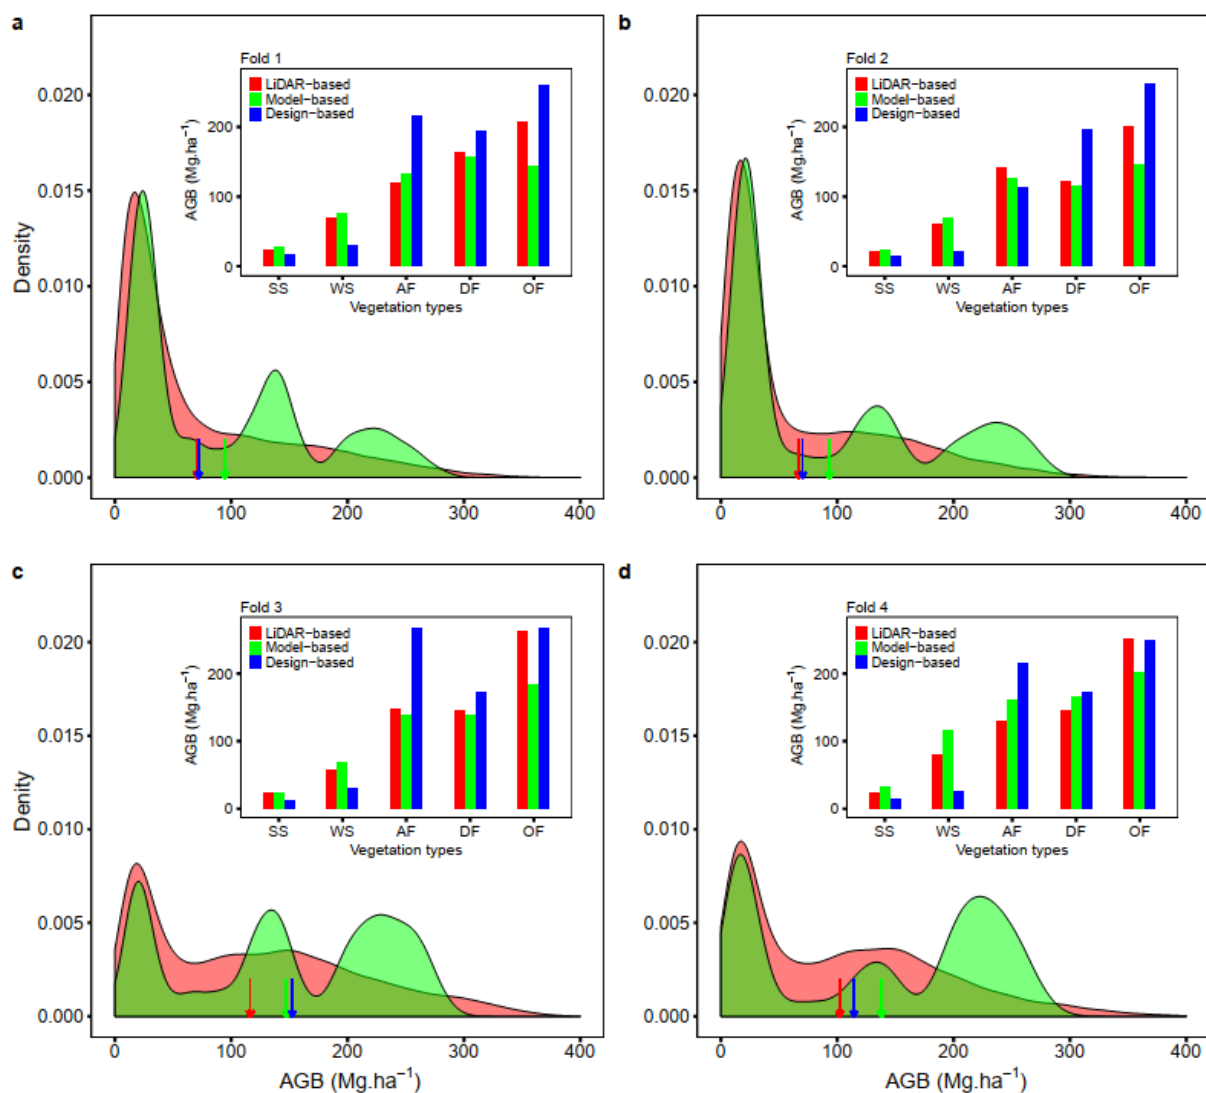 a
Fold 1
LiDAR−based
Model−based
Design−based
AGB (Mg.ha−1)
200
100
0
SS WS AF DF OF
Vegetation types
Density
0.020
0.015
0.010
0.005
0.000
0 100 200 300 400
b
Fold 2
LiDAR−based
Model−based
Design−based
AGB (Mg.ha−1)
200
100
0
SS WS AF DF OF
Vegetation types
0.020
0.015
0.010
0.005
0.000
0 100 200 300 400
c
Fold 3
LiDAR−based
Model−based
Design−based
AGB (Mg.ha−1)
200
100
0
SS WS AF DF OF
Vegetation types
Denity
0.020
0.015
0.010
0.005
0.000
0 100 200 300 400
AGB (Mg.ha−1)
d
Fold 4
LiDAR−based
Model−based
Design−based
AGB (Mg.ha−1)
200
100
0
SS WS AF DF OF
Vegetation types
0.020
0.015
0.010
0.005
0.000
0 100 200 300 400
AGB (Mg.ha−1)